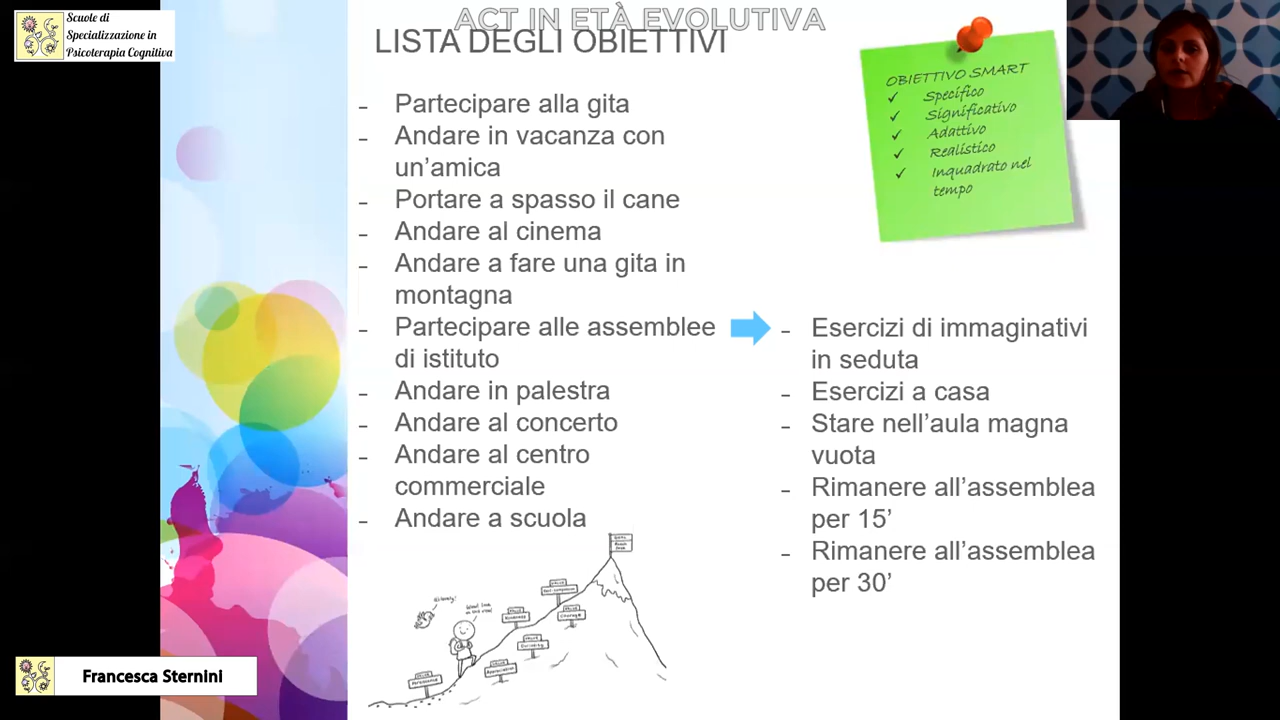 Scuole di
Specializzazione in
Psicoterapia Cognitiva
ACT IN ETÀ EVOLUTIVA
LISTA DEGLI OBIETTIVI
- Partecipare alla gita
- Andare in vacanza con
un’amica
- Portare a spasso il cane
- Andare al cinema
- Andare a fare una gita in
montagna
- Partecipare alle assemblee
di istituto
- Andare in palestra
- Andare al concerto
- Andare al centro
commerciale
- Andare a scuola
OBIETTIVO SMART
✓ Specifico
✓ Significativo
✓ Adattivo
✓ Realistico
✓ Inquadrato nel
tempo
- Esercizi di immaginativi
in seduta
- Esercizi a casa
- Stare nell’aula magna
vuota
- Rimanere all’assemblea
per 15’
- Rimanere all’assemblea
per 30’
Francesca Sternini